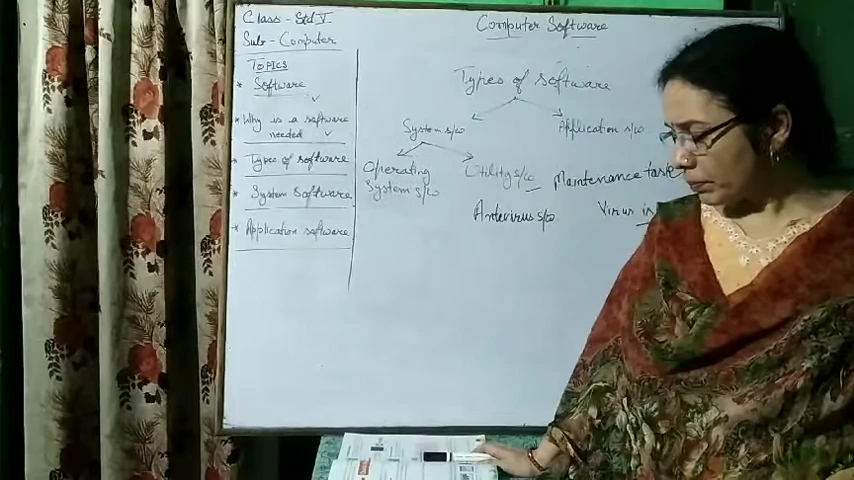 Class - Std V
Sub - Computer
TOPICS
* Software
* Why is a software
needed
* Types of software
* System software
* Application software
Computer Software
Types of software
System s/w
Application s/w
Operating
System s/w
Utility s/w
Maintenance task
Antivirus s/w
Virus